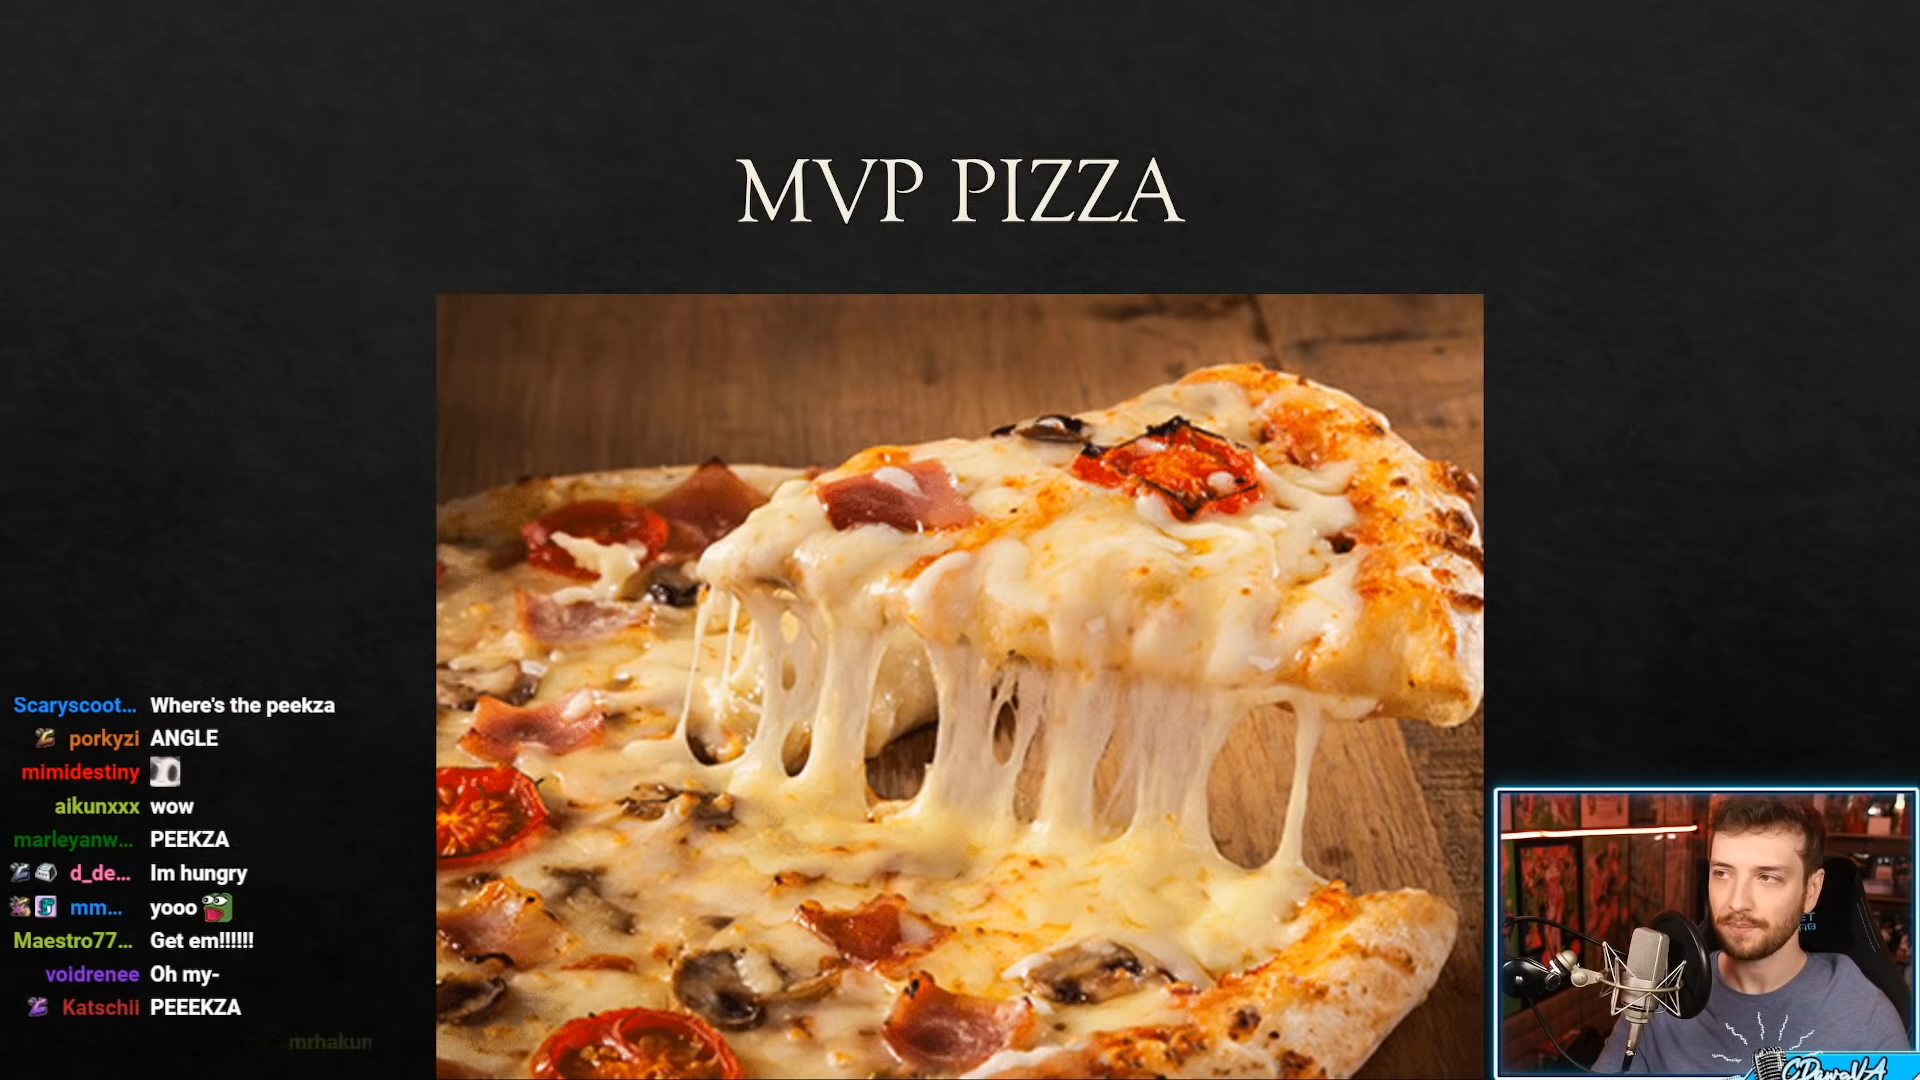 MVP PIZZA
Scaryscoot... Where's the peekza
porkyzi ANGLE
mimidestiny
aikunxxx wow
marleyanw... PEEKZA
d_de... Im hungry
mm... yooo
Maestro77... Get em!!!!!!
voidrenee Oh my-
Katschii PEEEKZA
mrhakun
CDawgVA